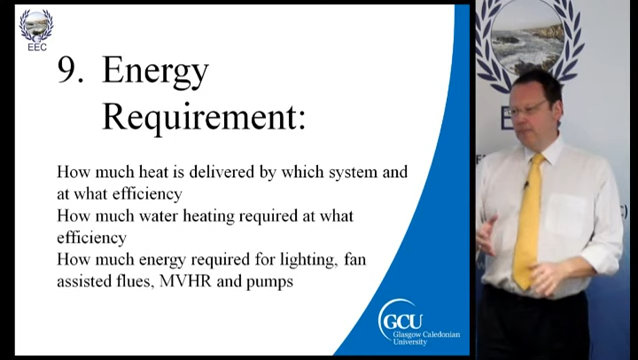 EEC
9. Energy
Requirement:
How much heat is delivered by which system and
at what efficiency
How much water heating required at what
efficiency
How much energy required for lighting, fan
assisted flues, MVHR and pumps
GCU
Glasgow Caledonian
University